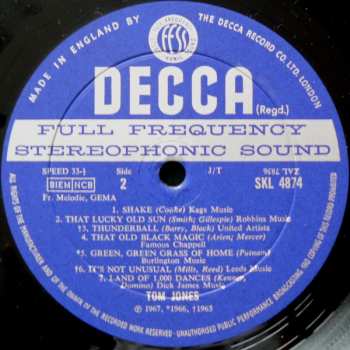 MADE IN ENGLAND BY
THE DECCA RECORD CO. LTD. LONDON
FFSS
DECCA
(Regd.)
FULL FREQUENCY
STEREOPHONIC SOUND
SPEED 33⅓
Side
J/T
ZAL 7636
BIEM NCB
2
SKL 4874
Fr. Melodic, GEMA
1. SHAKE (Cooke) Kags Music
2. THAT LUCKY OLD SUN (Smith; Gillespie) Robbins Music
*3. THUNDERBALL (Barry, Black) United Artists
4. THAT OLD BLACK MAGIC (Arlen; Mercer)
Famous Chappell
*5. GREEN, GREEN GRASS OF HOME (Putnam)
Burlington Music
†6. IT'S NOT UNUSUAL (Mills, Reed) Leeds Music
7. LAND OF 1,000 DANCES (Kenner,
Domino) Dick James Music
TOM JONES
℗ 1967, *1966, †1965
ALL RIGHTS OF THE MANUFACTURER AND OF THE OWNER OF THE RECORDED WORK RESERVED · UNAUTHORISED PUBLIC PERFORMANCE BROADCASTING AND COPYING OF THIS RECORD PROHIBITED